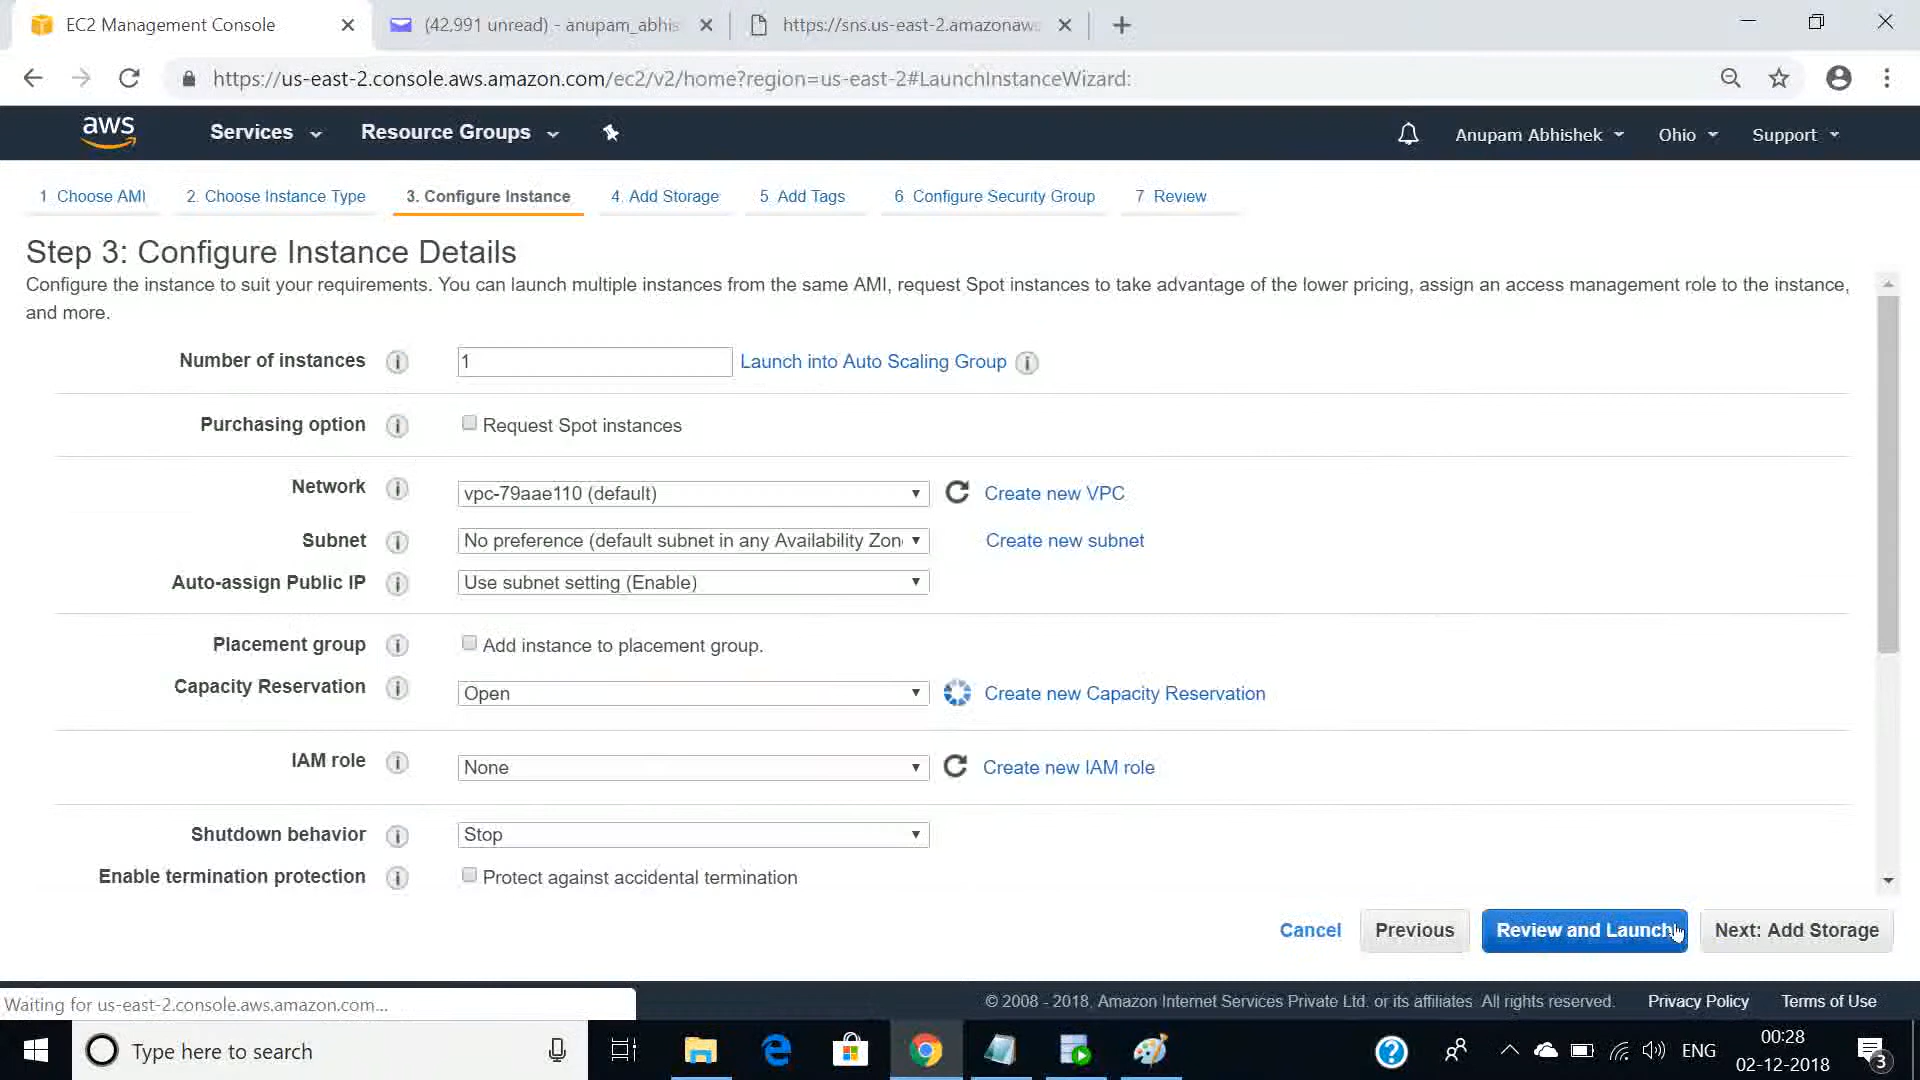 EC2 Management Console
(42,991 unread) - anupam_abhis
https://sns.us-east-2.amazonaws
https://us-east-2.console.aws.amazon.com/ec2/v2/home?region=us-east-2#LaunchInstanceWizard:
aws
Services
Resource Groups
Anupam Abhishek
Ohio
Support
1 Choose AMI
2. Choose Instance Type
3. Configure Instance
4. Add Storage
5 Add Tags
6 Configure Security Group
7 Review
Step 3: Configure Instance Details
Configure the instance to suit your requirements. You can launch multiple instances from the same AMI, request Spot instances to take advantage of the lower pricing, assign an access management role to the instance,
and more.
Number of instances i 1 Launch into Auto Scaling Group i
Purchasing option i Request Spot instances
Network i vpc-79aae110 (default) Create new VPC
Subnet i No preference (default subnet in any Availability Zon Create new subnet
Auto-assign Public IP i Use subnet setting (Enable)
Placement group i Add instance to placement group.
Capacity Reservation i Open Create new Capacity Reservation
IAM role i None Create new IAM role
Shutdown behavior i Stop
Enable termination protection i Protect against accidental termination
Cancel
Previous
Review and Launch
Next: Add Storage
Waiting for us-east-2.console.aws.amazon.com...
© 2008 - 2018, Amazon Internet Services Private Ltd. or its affiliates All rights reserved.
Privacy Policy
Terms of Use
Type here to search
ENG
00:28
02-12-2018
3